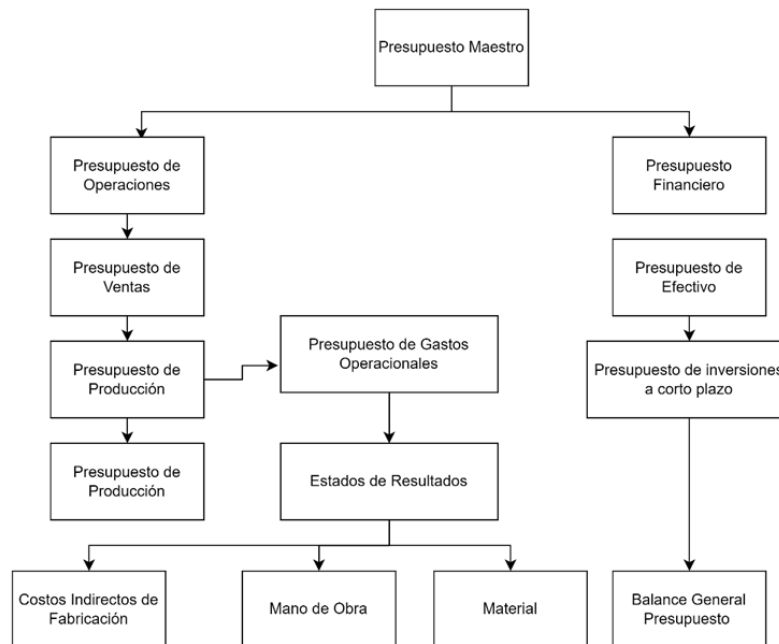 Presupuesto Maestro
Presupuesto de
Operaciones
Presupuesto
Financiero
Presupuesto de
Ventas
Presupuesto de
Efectivo
Presupuesto de
Producción
Presupuesto de Gastos
Operacionales
Presupuesto de inversiones
a corto plazo
Presupuesto de
Producción
Estados de Resultados
Costos Indirectos de
Fabricación
Mano de Obra
Material
Balance General
Presupuesto